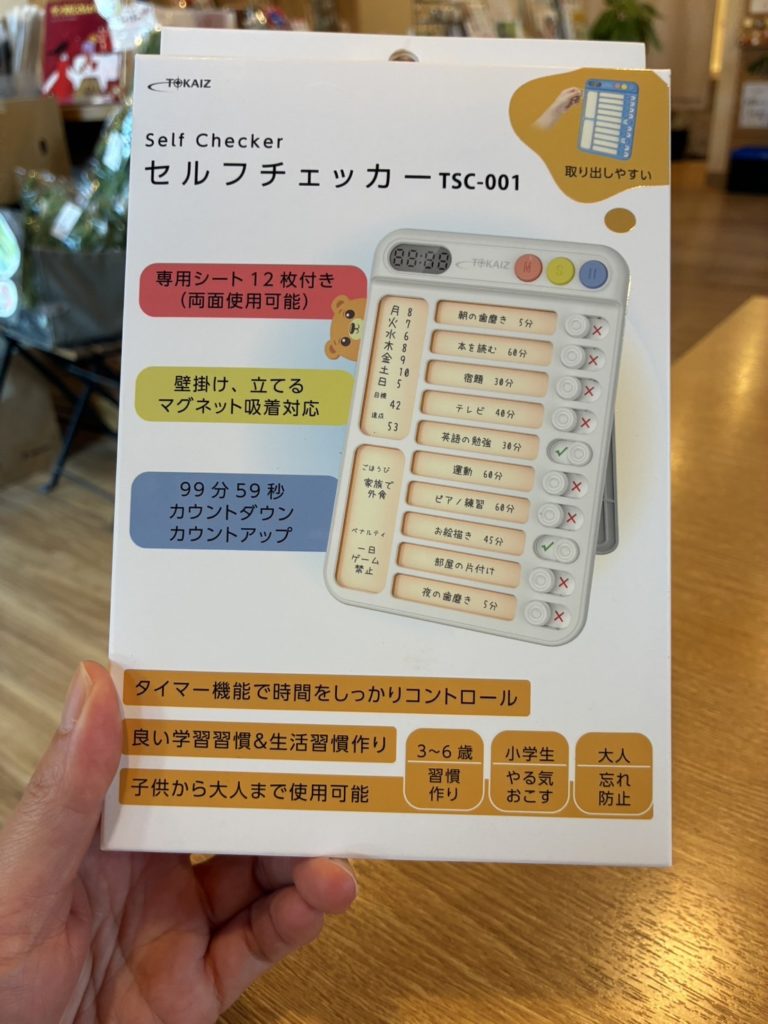 TOKAIZ
Self Checker
セルフチェッカー TSC-001
取り出しやすい
専用シート12枚付き
(両面使用可能)
壁掛け、立てる
マグネット吸着対応
99分59秒
カウントダウン
カウントアップ
88:88
TOKAIZ
M
S
月 8
火 7
水 6
木 8
金 9
土 10
日 5
目標
42
達成
53
ごほうび
家族で
外食
ペナルティ
一日
ゲーム
禁止
朝の歯磨き 5分
本を読む 60分
宿題 30分
テレビ 40分
英語の勉強 30分
運動 60分
ピアノ練習 60分
お絵描き 45分
部屋の片付け
夜の歯磨き 5分
タイマー機能で時間をしっかりコントロール
良い学習習慣&生活習慣作り
子供から大人まで使用可能
3~6歳
習慣
作り
小学生
やる気
おこす
大人
忘れ
防止